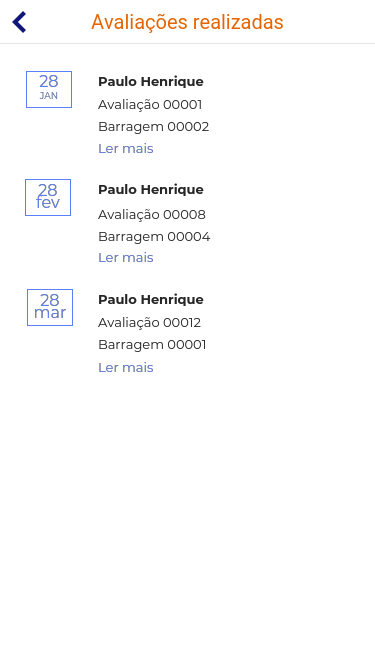 Avaliações realizadas
28
JAN
Paulo Henrique
Avaliação 00001
Barragem 00002
Ler mais
28
fev
Paulo Henrique
Avaliação 00008
Barragem 00004
Ler mais
28
mar
Paulo Henrique
Avaliação 00012
Barragem 00001
Ler mais